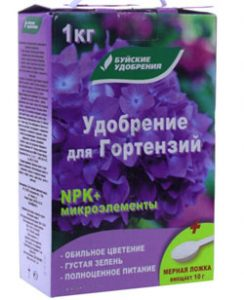 1кг
БУЙСКИЕ
УДОБРЕНИЯ
Удобрение
для Гортензий
NPK+
микроэлементы
- ОБИЛЬНОЕ ЦВЕТЕНИЕ
- ГУСТАЯ ЗЕЛЕНЬ
- ПОЛНОЦЕННОЕ ПИТАНИЕ
+
МЕРНАЯ ЛОЖКА
вмещает 10 г